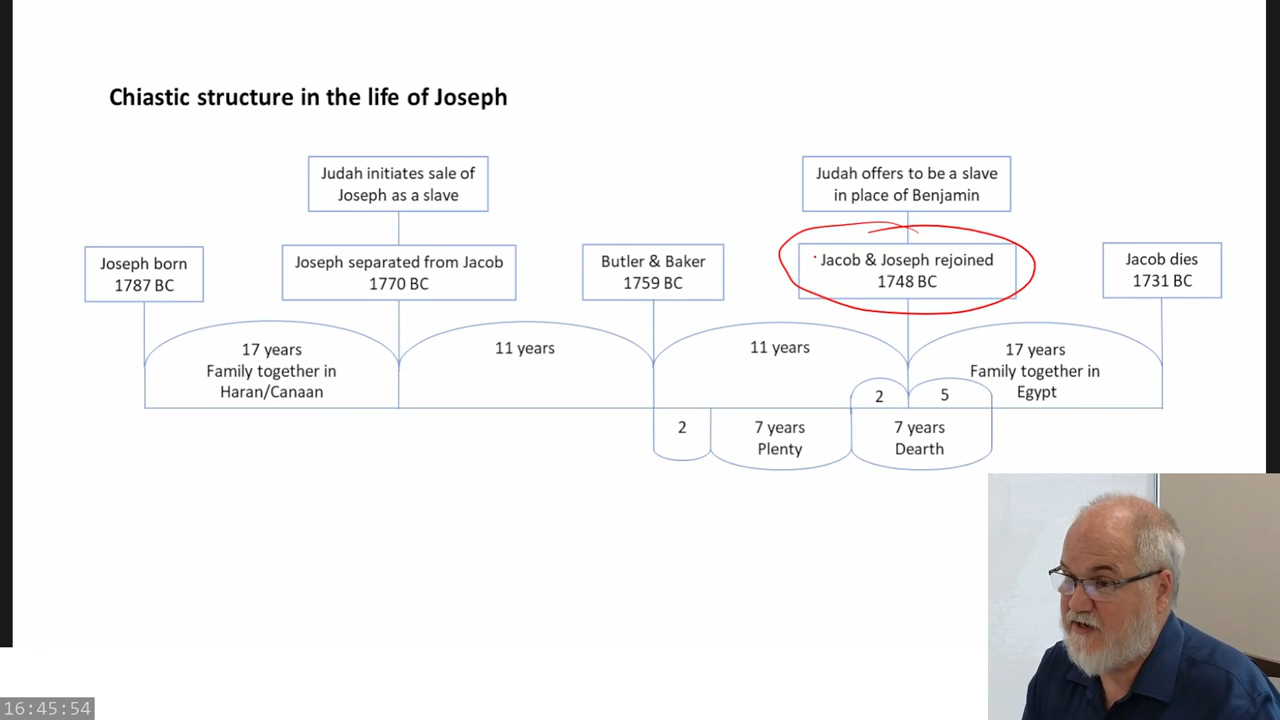 Chiastic structure in the life of Joseph
Judah initiates sale of
Joseph as a slave
Judah offers to be a slave
in place of Benjamin
Joseph born
1787 BC
Joseph separated from Jacob
1770 BC
Butler & Baker
1759 BC
Jacob & Joseph rejoined
1748 BC
Jacob dies
1731 BC
17 years
Family together in
Haran/Canaan
11 years
11 years
17 years
Family together in
Egypt
2
5
2
7 years
Plenty
7 years
Dearth
16:45:54